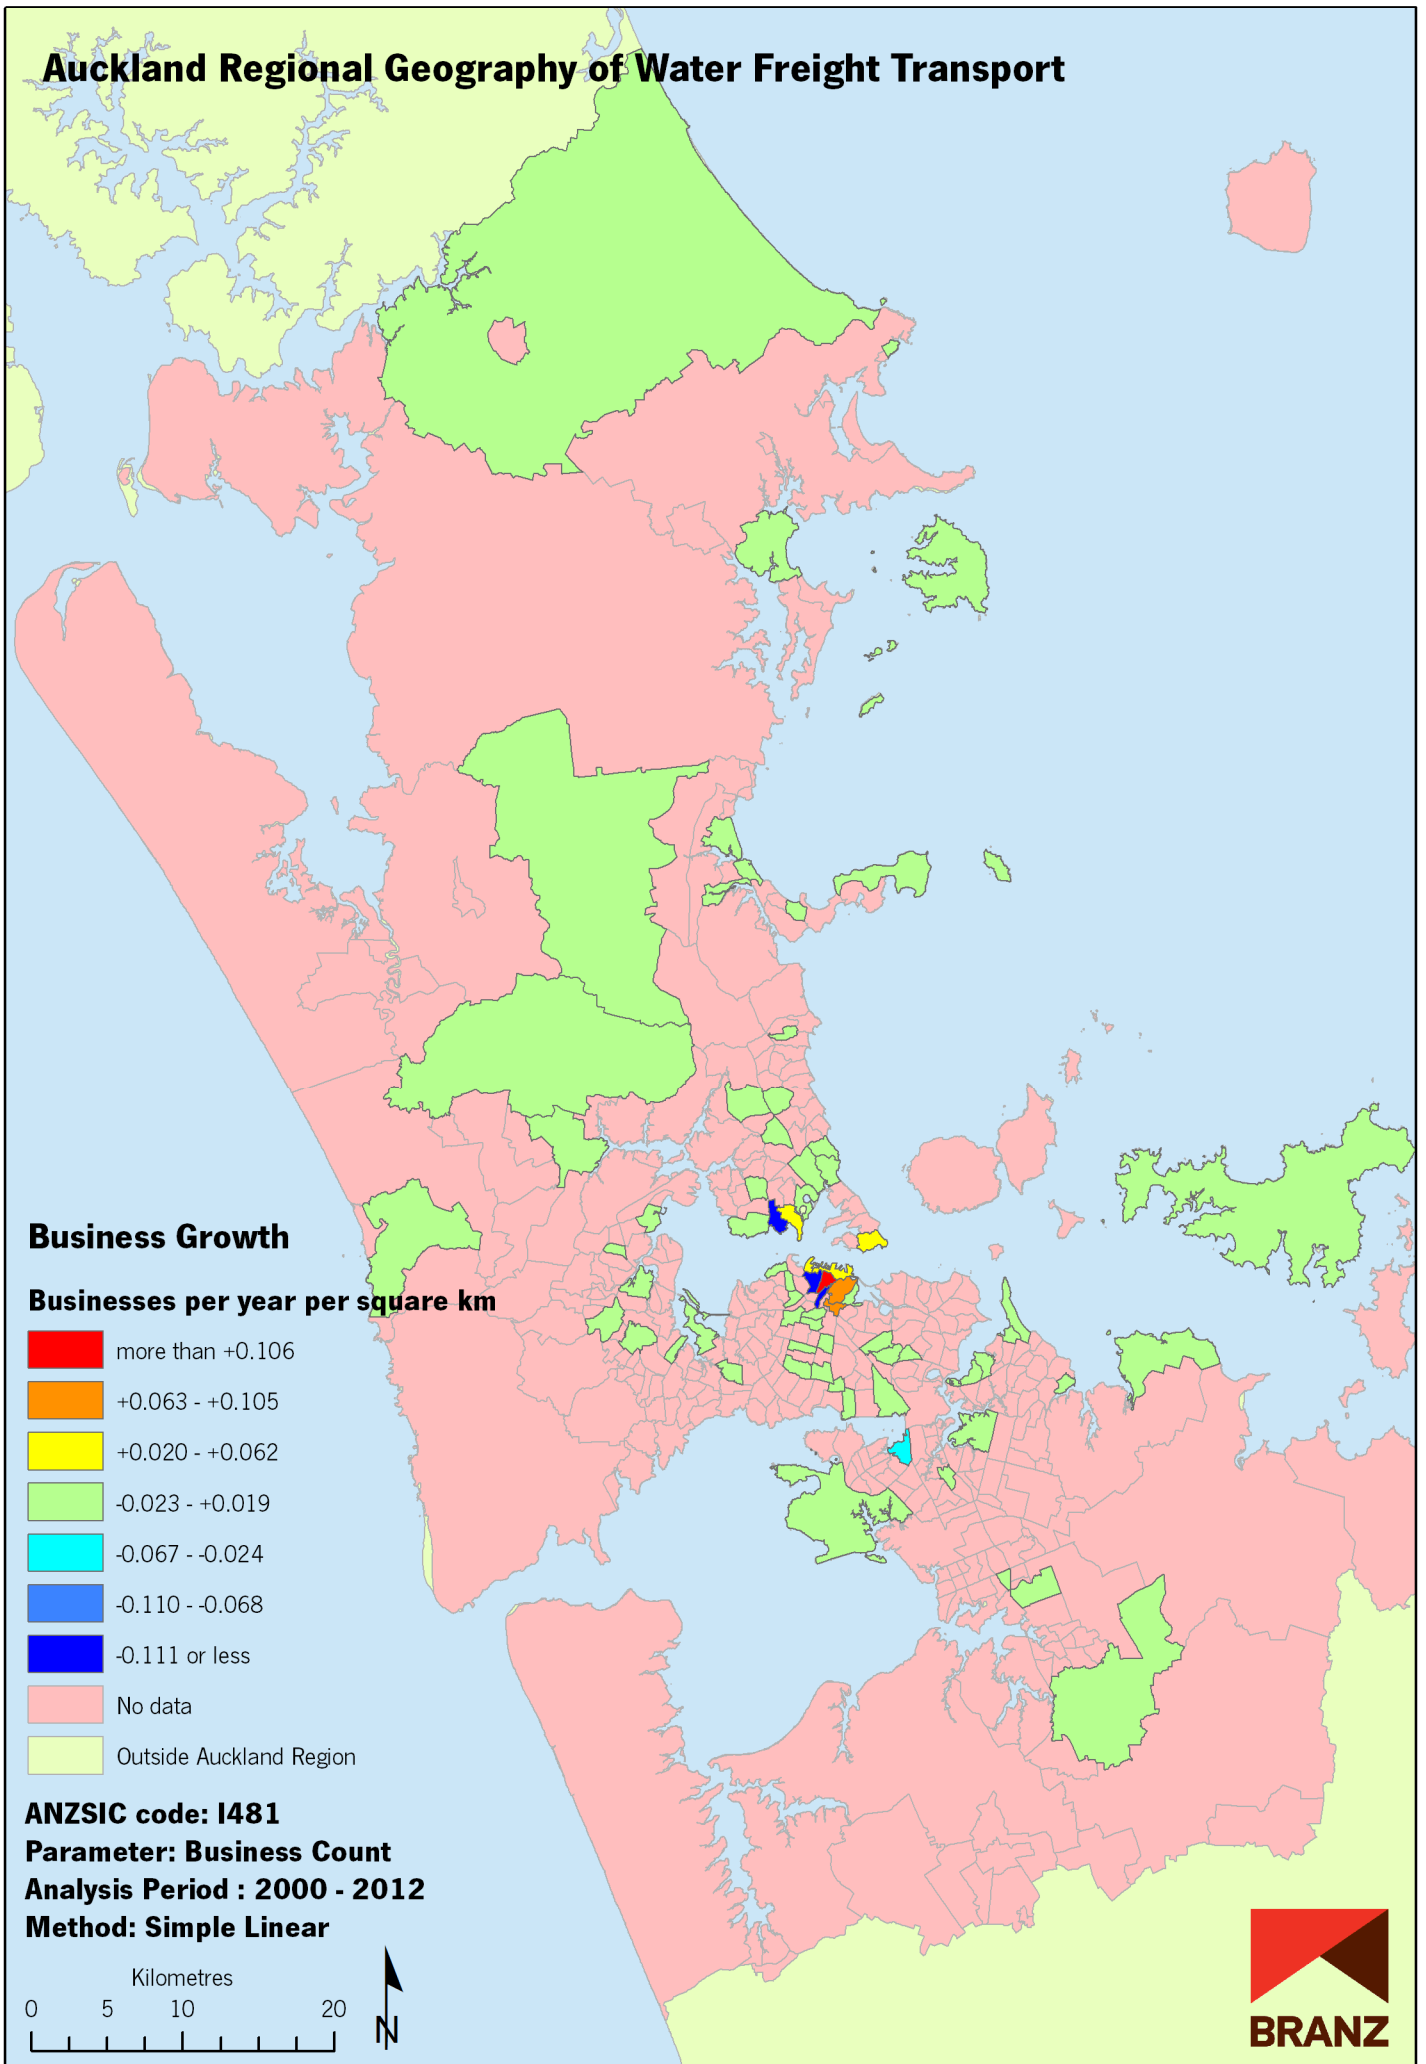 Auckland Regional Geography of Water Freight Transport
Business Growth
Businesses per year per square km
more than +0.106
+0.063 - +0.105
+0.020 - +0.062
-0.023 - +0.019
-0.067 - -0.024
-0.110 - -0.068
-0.111 or less
No data
Outside Auckland Region
ANZSIC code: I481
Parameter: Business Count
Analysis Period : 2000 - 2012
Method: Simple Linear
Kilometres
0 5 10 20
N
BRANZ